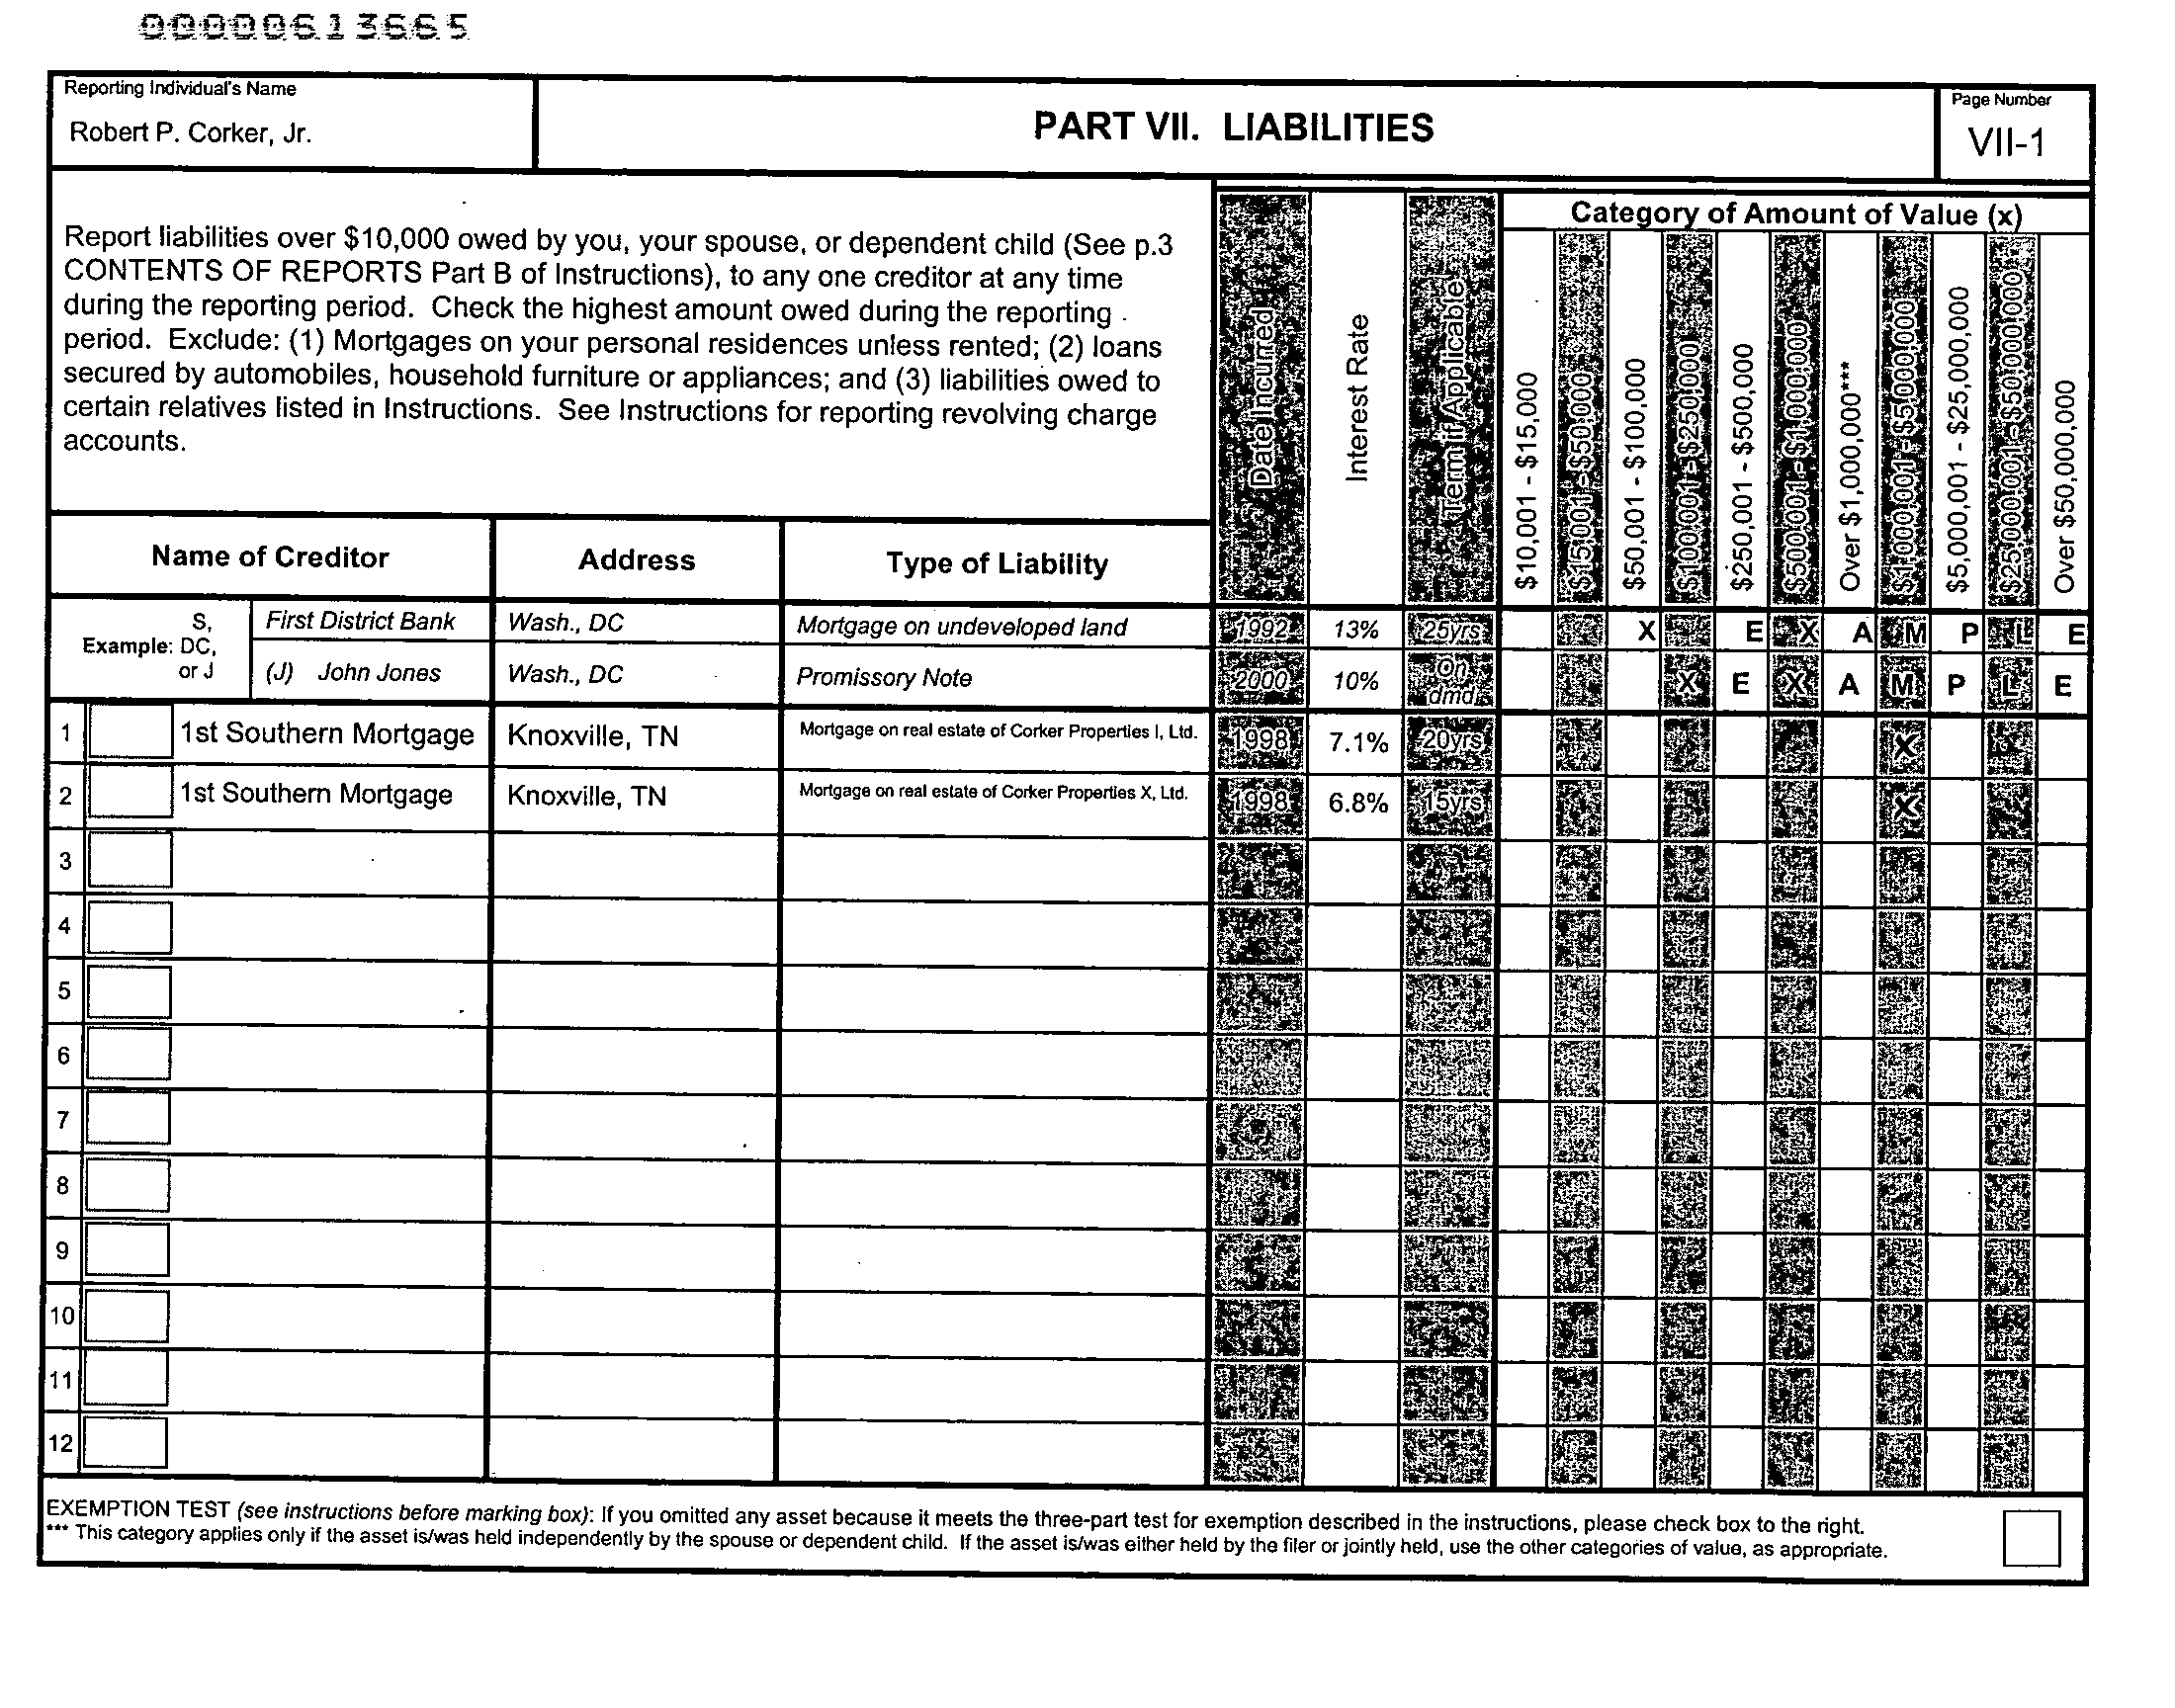 00000613665
Reporting Individual's Name
Robert P. Corker, Jr.
PART VII. LIABILITIES
Page Number
VII-1
Report liabilities over $10,000 owed by you, your spouse, or dependent child (See p.3
CONTENTS OF REPORTS Part B of Instructions), to any one creditor at any time
during the reporting period. Check the highest amount owed during the reporting
period. Exclude: (1) Mortgages on your personal residences unless rented; (2) loans
secured by automobiles, household furniture or appliances; and (3) liabilities owed to
certain relatives listed in Instructions. See Instructions for reporting revolving charge
accounts.
Date Incurred
Interest Rate
Term if Applicable
Category of Amount of Value (x)
$10,001 - $15,000
$15,001 - $50,000
$50,001 - $100,000
$100,001 - $250,000
$250,001 - $500,000
$500,001 - $1,000,000
Over $1,000,000***
$1,000,001 - $5,000,000
$5,000,001 - $25,000,000
$25,000,001 - $50,000,000
Over $50,000,000
Name of Creditor
Address
Type of Liability
Example: S, DC, or J
First District Bank Wash., DC Mortgage on undeveloped land 1992 13% 25yrs X E X A M P L E
(J) John Jones Wash., DC Promissory Note 2000 10% On dmd X E X A M P L E
1 1st Southern Mortgage Knoxville, TN Mortgage on real estate of Corker Properties I, Ltd. 1998 7.1% 20yrs X
2 1st Southern Mortgage Knoxville, TN Mortgage on real estate of Corker Properties X, Ltd. 1998 6.8% 15yrs X
3
4
5
6
7
8
9
10
11
12
EXEMPTION TEST (see instructions before marking box): If you omitted any asset because it meets the three-part test for exemption described in the instructions, please check box to the right.
*** This category applies only if the asset is/was held independently by the spouse or dependent child. If the asset is/was either held by the filer or jointly held, use the other categories of value, as appropriate.